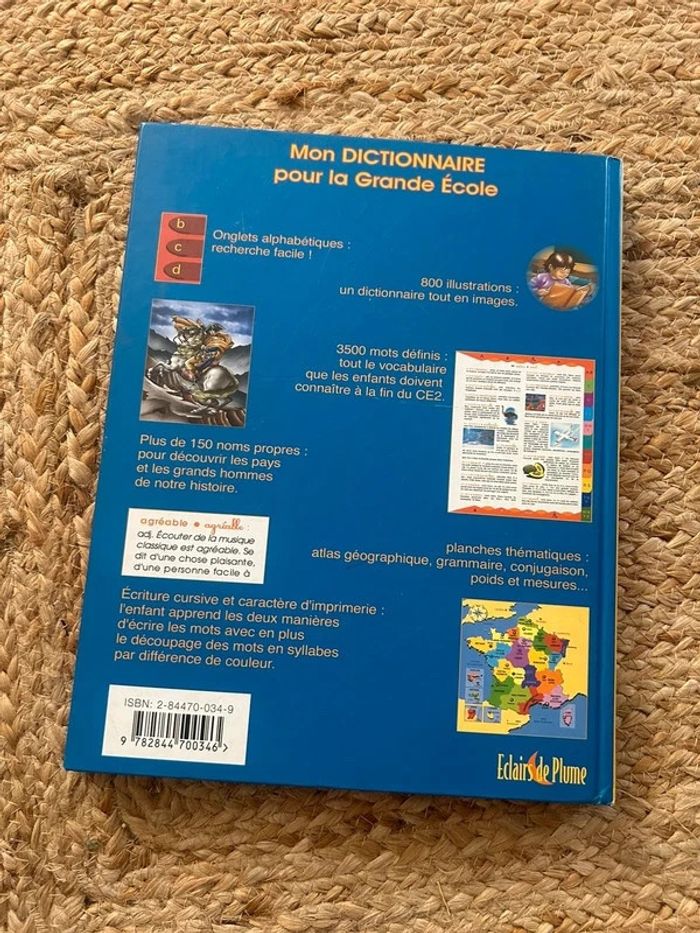 Mon DICTIONNAIRE
pour la Grande École
b
c
d
Onglets alphabétiques :
recherche facile !
800 illustrations :
un dictionnaire tout en images.
3500 mots définis :
tout le vocabulaire
que les enfants doivent
connaître à la fin du CE2.
Plus de 150 noms propres :
pour découvrir les pays
et les grands hommes
de notre histoire.
agréable • agréable :
adj. Écouter de la musique
classique est agréable. Se
dit d'une chose plaisante,
d'une personne facile à
planches thématiques :
atlas géographique, grammaire, conjugaison,
poids et mesures...
Écriture cursive et caractère d'imprimerie :
l'enfant apprend les deux manières
d'écrire les mots avec en plus
le découpage des mots en syllabes
par différence de couleur.
ISBN: 2-84470-034-9
9 782844 700346 >
Eclairs de Plume